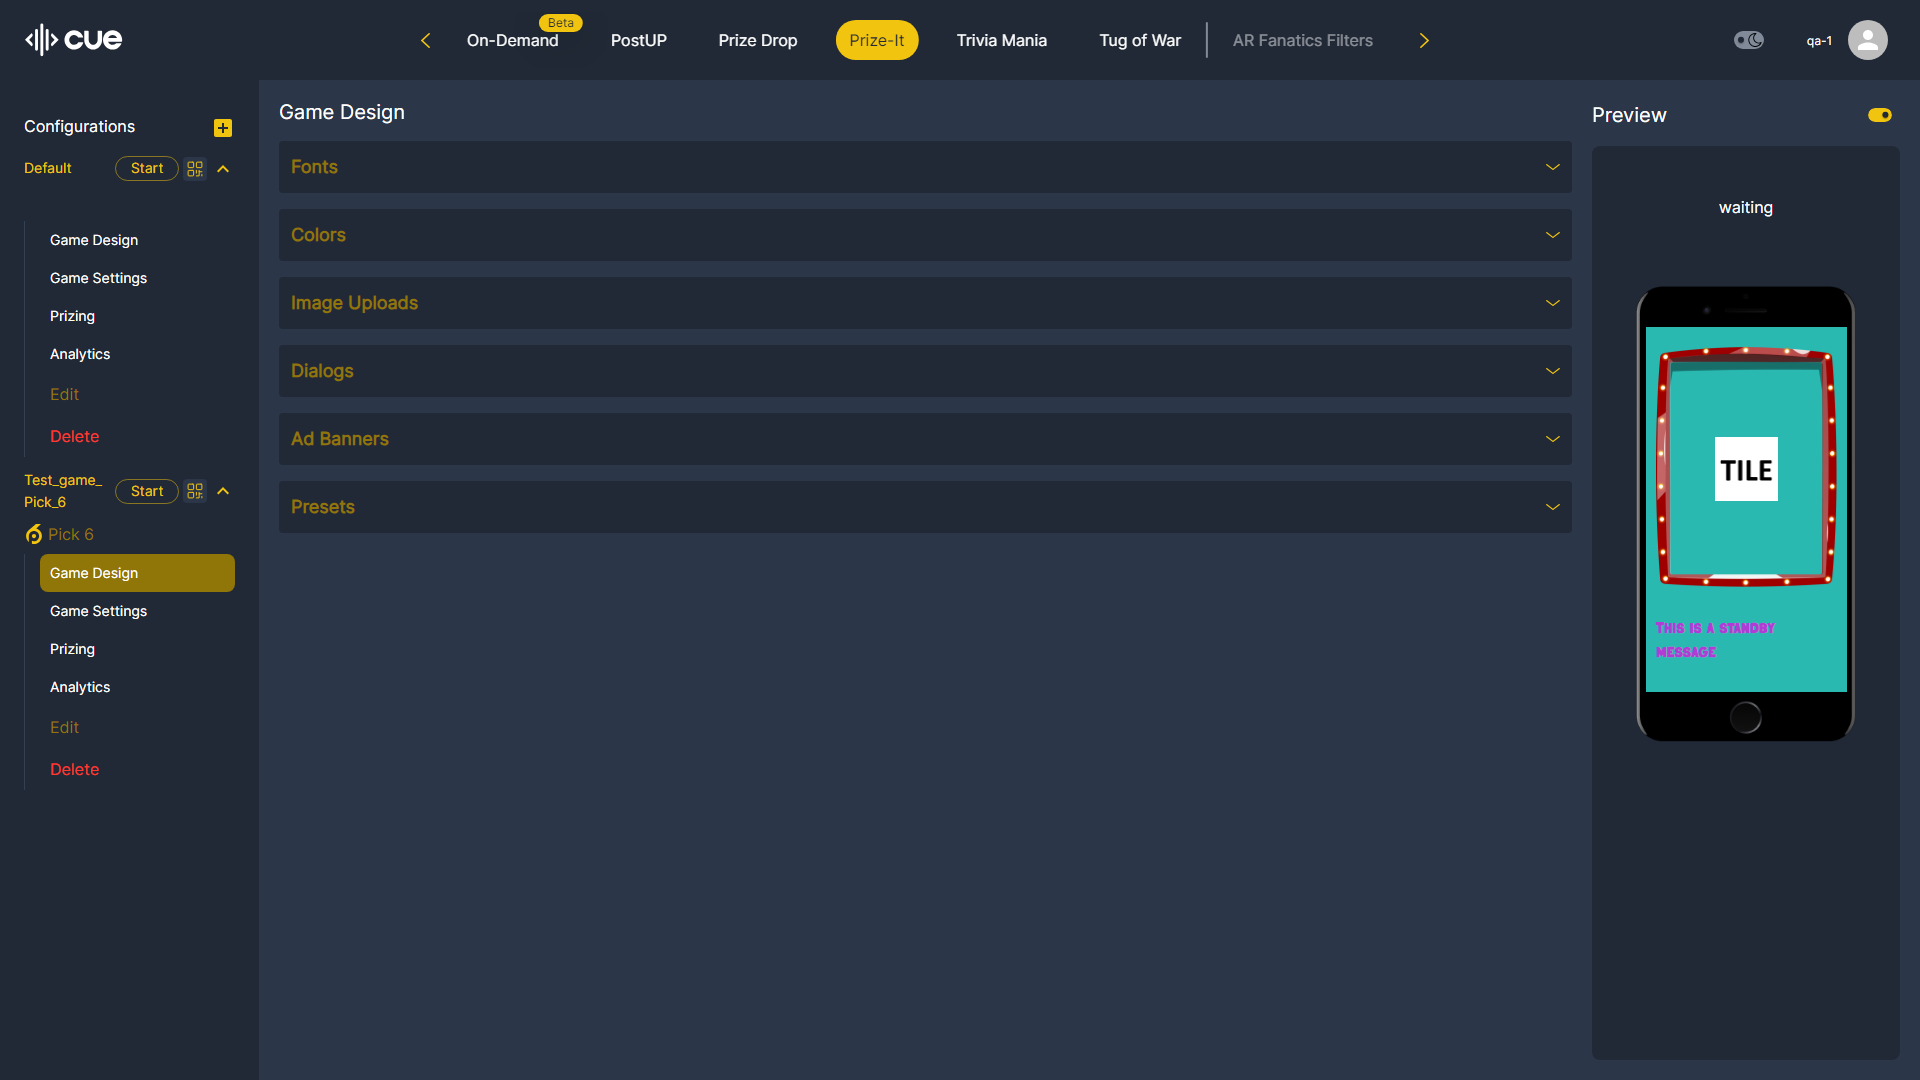 cue
On-Demand
Beta
PostUP
Prize Drop
Prize-It
Trivia Mania
Tug of War
AR Fanatics Filters
qa-1
Configurations
Default
Start
Game Design
Game Settings
Prizing
Analytics
Edit
Delete
Test_game_
Pick_6
Start
Pick 6
Game Design
Game Settings
Prizing
Analytics
Edit
Delete
Game Design
Fonts
Colors
Image Uploads
Dialogs
Ad Banners
Presets
Preview
waiting
TILE
This is a standby
message